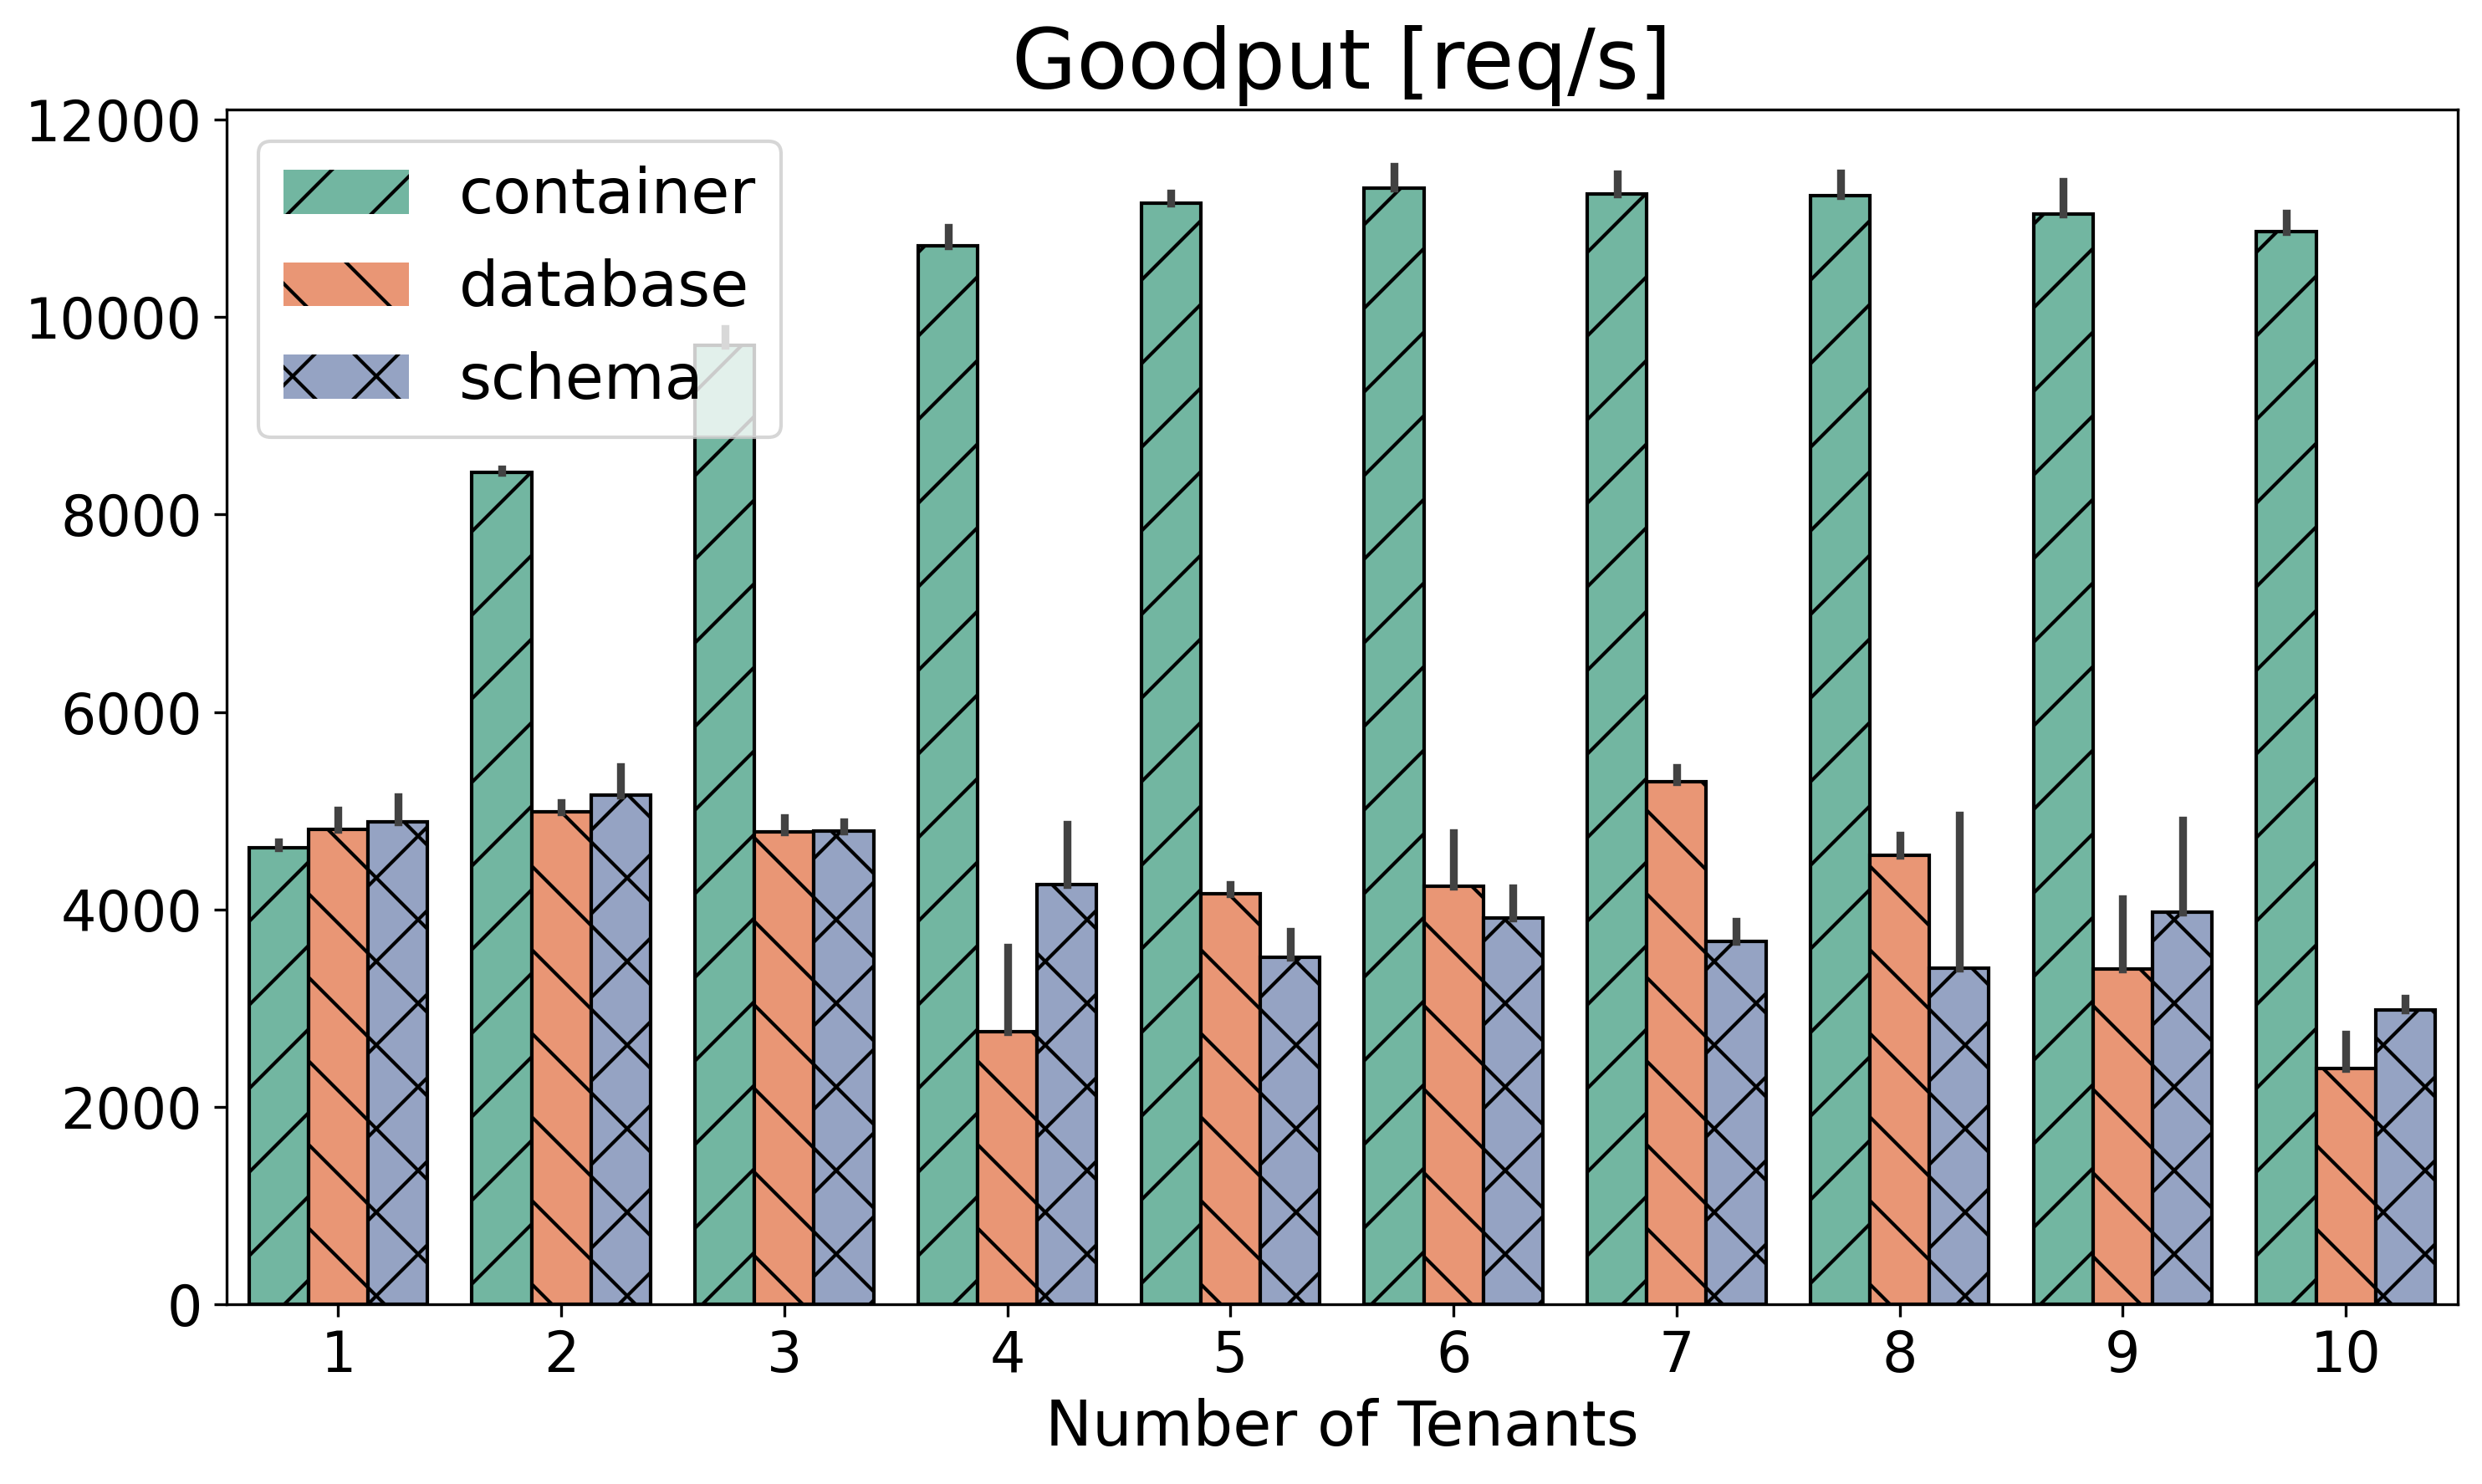 Goodput [req/s]
12000
10000
8000
6000
4000
2000
0
container
database
schema
1 2 3 4 5 6 7 8 9 10
Number of Tenants